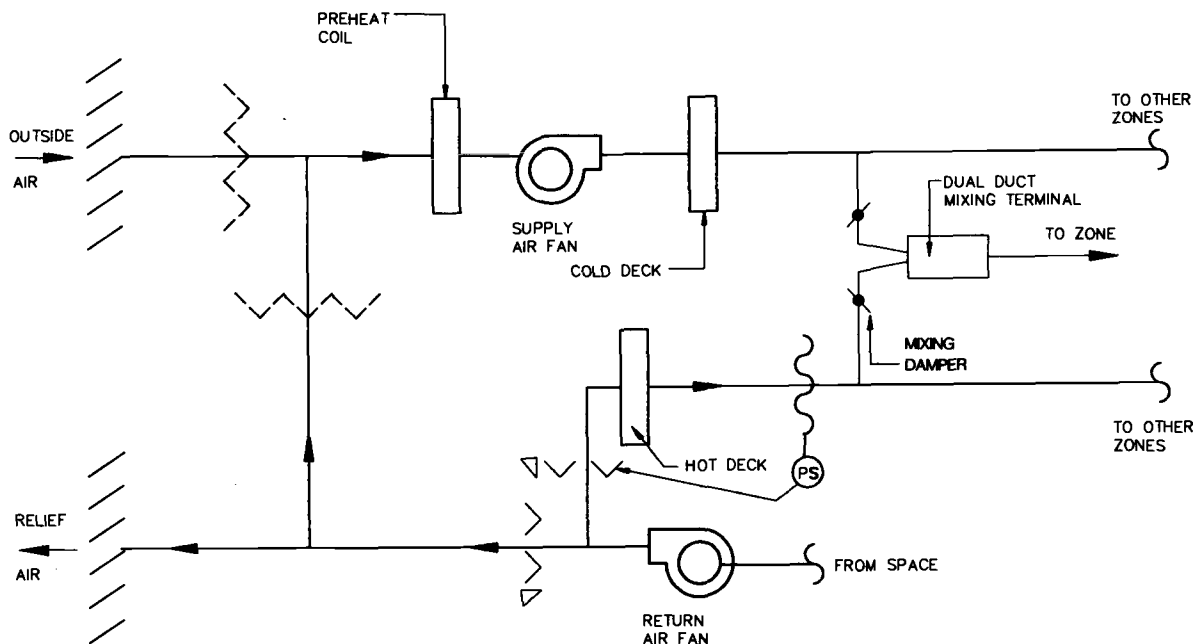 PREHEAT
COIL
OUTSIDE
AIR
SUPPLY
AIR FAN
COLD DECK
TO OTHER
ZONES
DUAL DUCT
MIXING TERMINAL
TO ZONE
MIXING
DAMPER
TO OTHER
ZONES
HOT DECK
PS
RELIEF
AIR
FROM SPACE
RETURN
AIR FAN